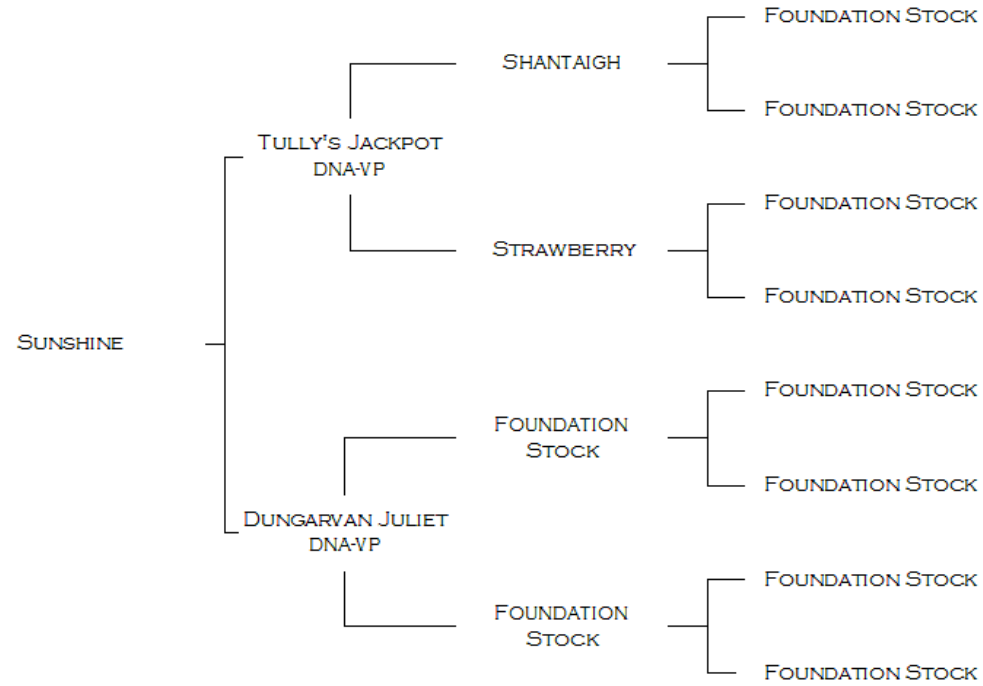 Foundation Stock
Shantaigh
Foundation Stock
Tully's Jackpot
DNA-VP
Foundation Stock
Strawberry
Foundation Stock
Sunshine
Foundation Stock
Foundation
Stock
Foundation Stock
Dungarvan Juliet
DNA-VP
Foundation Stock
Foundation
Stock
Foundation Stock